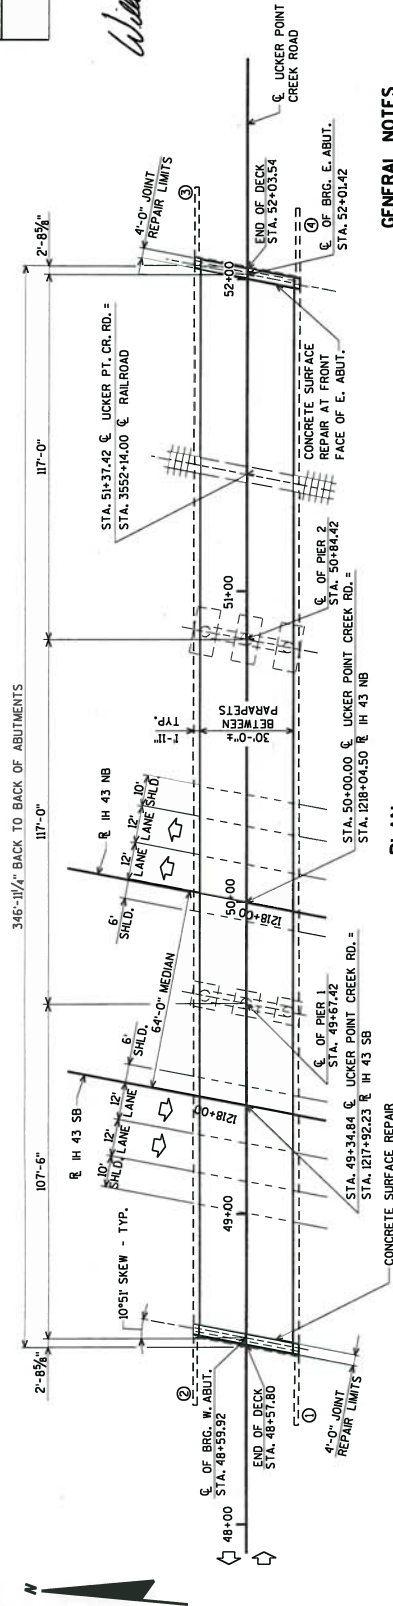 Will
346'-11¼" BACK TO BACK OF ABUTMENTS
2'-8⅝"
107'-6"
117'-0"
117'-0"
2'-8⅝"
N
10°51' SKEW - TYP.
②
℄ OF BRG. W. ABUT.
STA. 48+59.92
END OF DECK
STA. 48+57.80
①
4'-0" JOINT
REPAIR LIMITS
48+00
49+00
CONCRETE SURFACE REPAIR
R IH 43 SB
10'
SHLD.
12'
LANE
12'
LANE
6'
SHLD.
1218+00
64'-0" MEDIAN
STA. 49+34.84 ℄ UCKER POINT CREEK RD. =
STA. 1217+92.23 R IH 43 SB
℄ OF PIER 1
STA. 49+67.42
R IH 43 NB
6'
SHLD.
12'
LANE
12'
LANE
10'
SHLD.
50+00
1218+00
STA. 50+00.00 ℄ UCKER POINT CREEK RD. =
STA. 1218+04.50 R IH 43 NB
1'-11"
TYP.
30'-0"±
BETWEEN
PARAPETS
℄ OF PIER 2
STA. 50+84.42
51+00
STA. 51+37.42 ℄ UCKER PT. CR. RD. =
STA. 3552+14.00 ℄ RAILROAD
CONCRETE SURFACE
REPAIR AT FRONT
FACE OF E. ABUT.
4'-0" JOINT
REPAIR LIMITS
③
52+00
END OF DECK
STA. 52+03.54
④
℄ OF BRG. E. ABUT.
STA. 52+01.42
℄ UCKER POINT
CREEK ROAD
PLAN
GENERAL NOTES